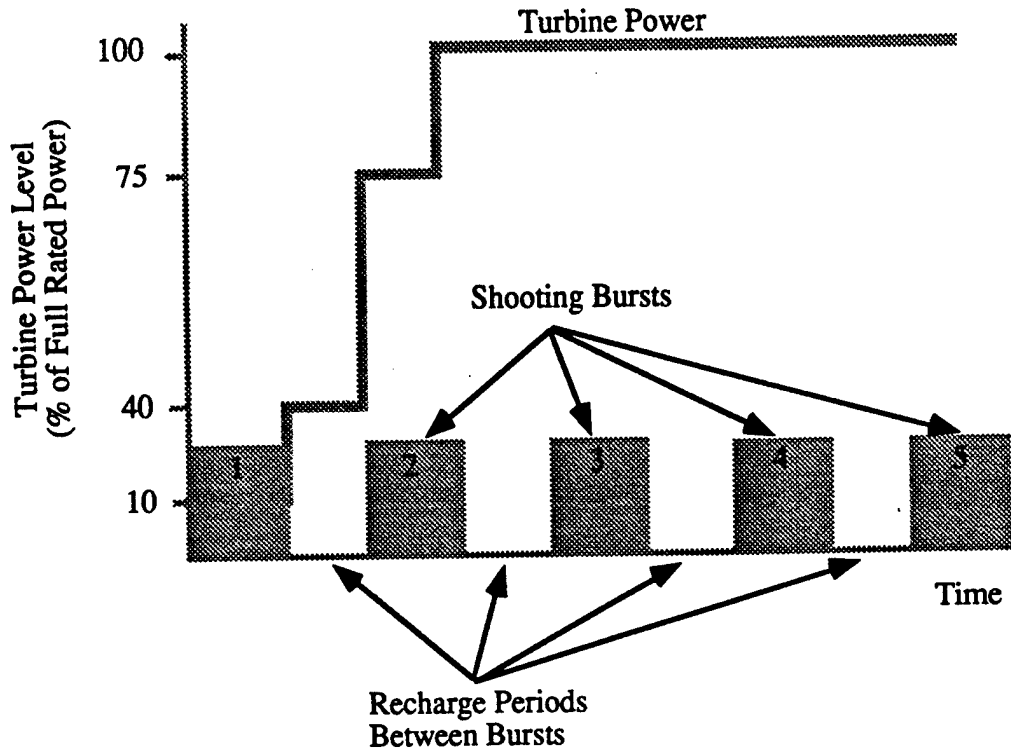 Turbine Power
100
75
40
10
Turbine Power Level
(% of Full Rated Power)
Shooting Bursts
1
2
3
4
5
Time
Recharge Periods
Between Bursts